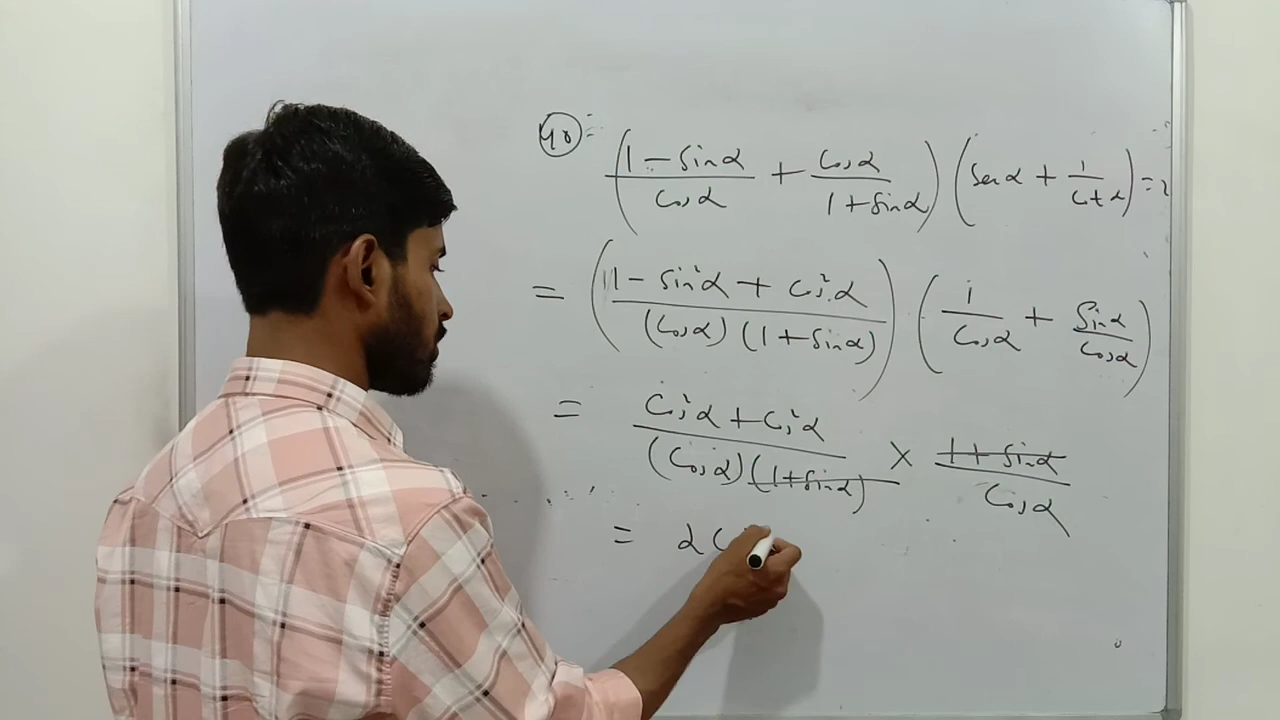 40:
(1 - sinα / cosα + cosα / 1 + sinα) (secα + 1 / cotα) = ?
= (1 - sin²α + cos²α / (cosα) (1 + sinα)) (1 / cosα + sinα / cosα)
= cos²α + cos²α / (cosα) (1 + sinα) × 1 + sinα / cosα
= 2 c